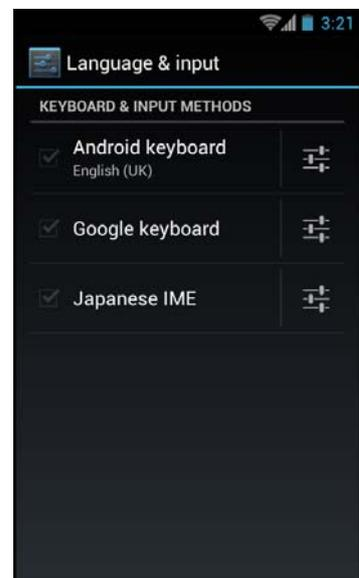 3:21
Language & input
KEYBOARD & INPUT METHODS
Android keyboard
English (UK)
Google keyboard
Japanese IME